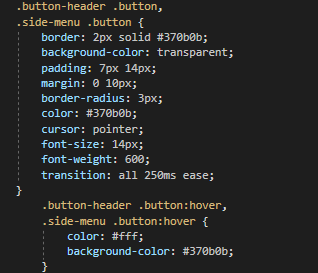 .button-header .button,
.side-menu .button {
border: 2px solid #370b0b;
background-color: transparent;
padding: 7px 14px;
margin: 0 10px;
border-radius: 3px;
color: #370b0b;
cursor: pointer;
font-size: 14px;
font-weight: 600;
transition: all 250ms ease;
}
.button-header .button:hover,
.side-menu .button:hover {
color: #fff;
background-color: #370b0b;
}